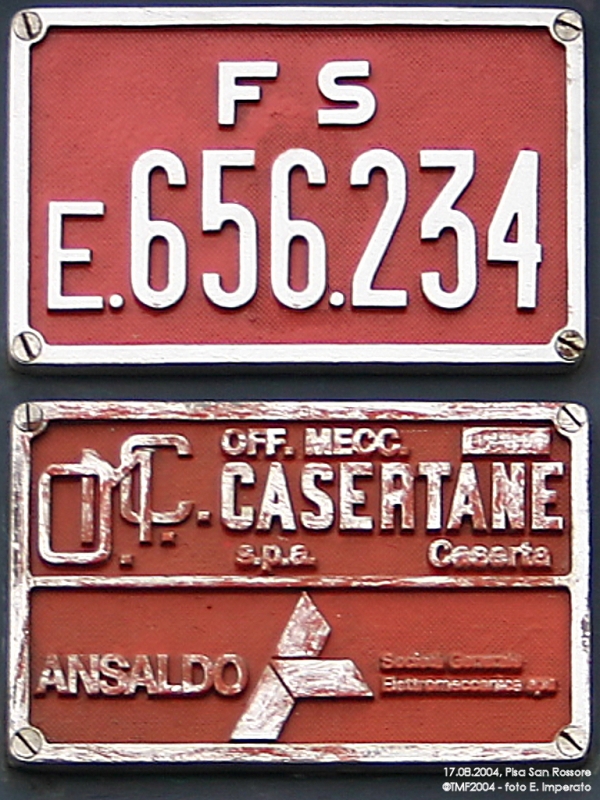 F S
E.656.234
OMC.
OFF. MECC.
CASERTANE
s.p.a. Caserta
ANSALDO
Società Generale
Elettromeccanica spa
17.08.2004, Pisa San Rossore
©TMF2004 - foto E. Imperato